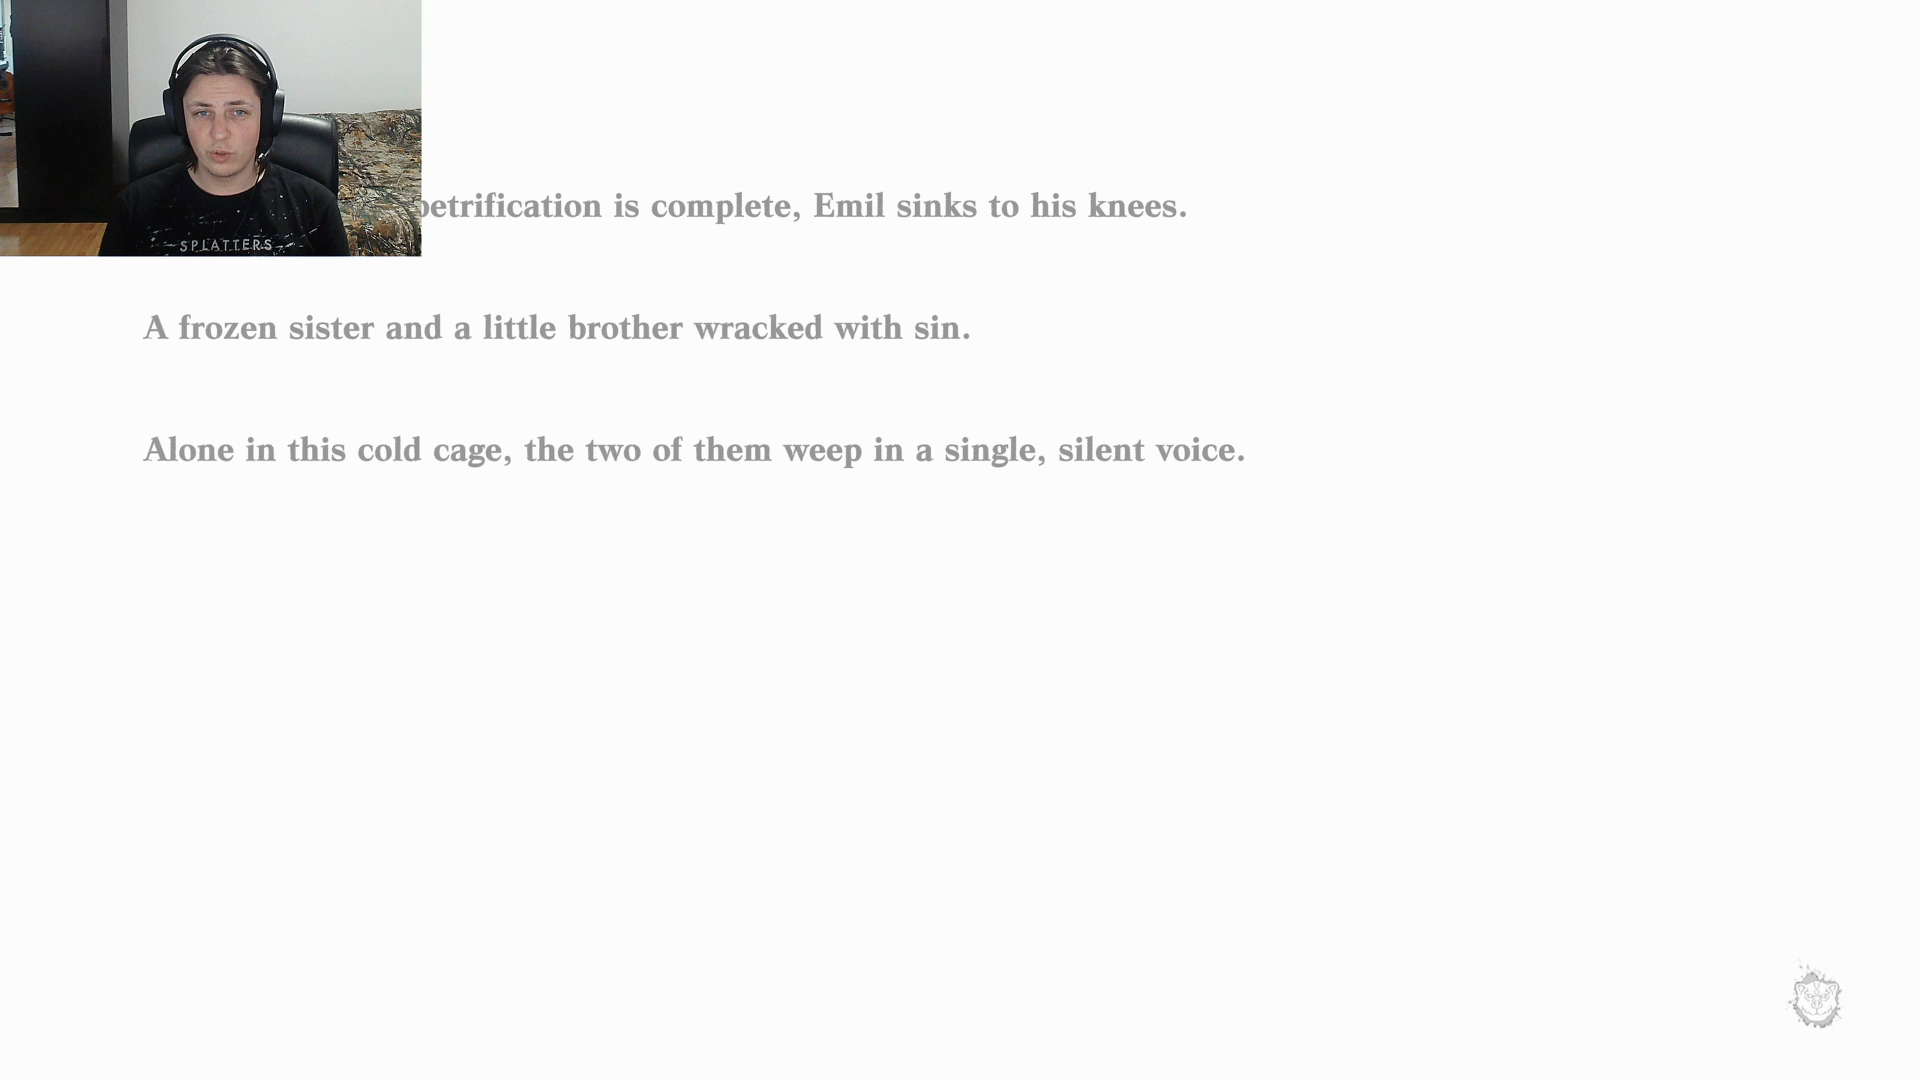 SPLATTERS
petrification is complete, Emil sinks to his knees.
A frozen sister and a little brother wracked with sin.
Alone in this cold cage, the two of them weep in a single, silent voice.